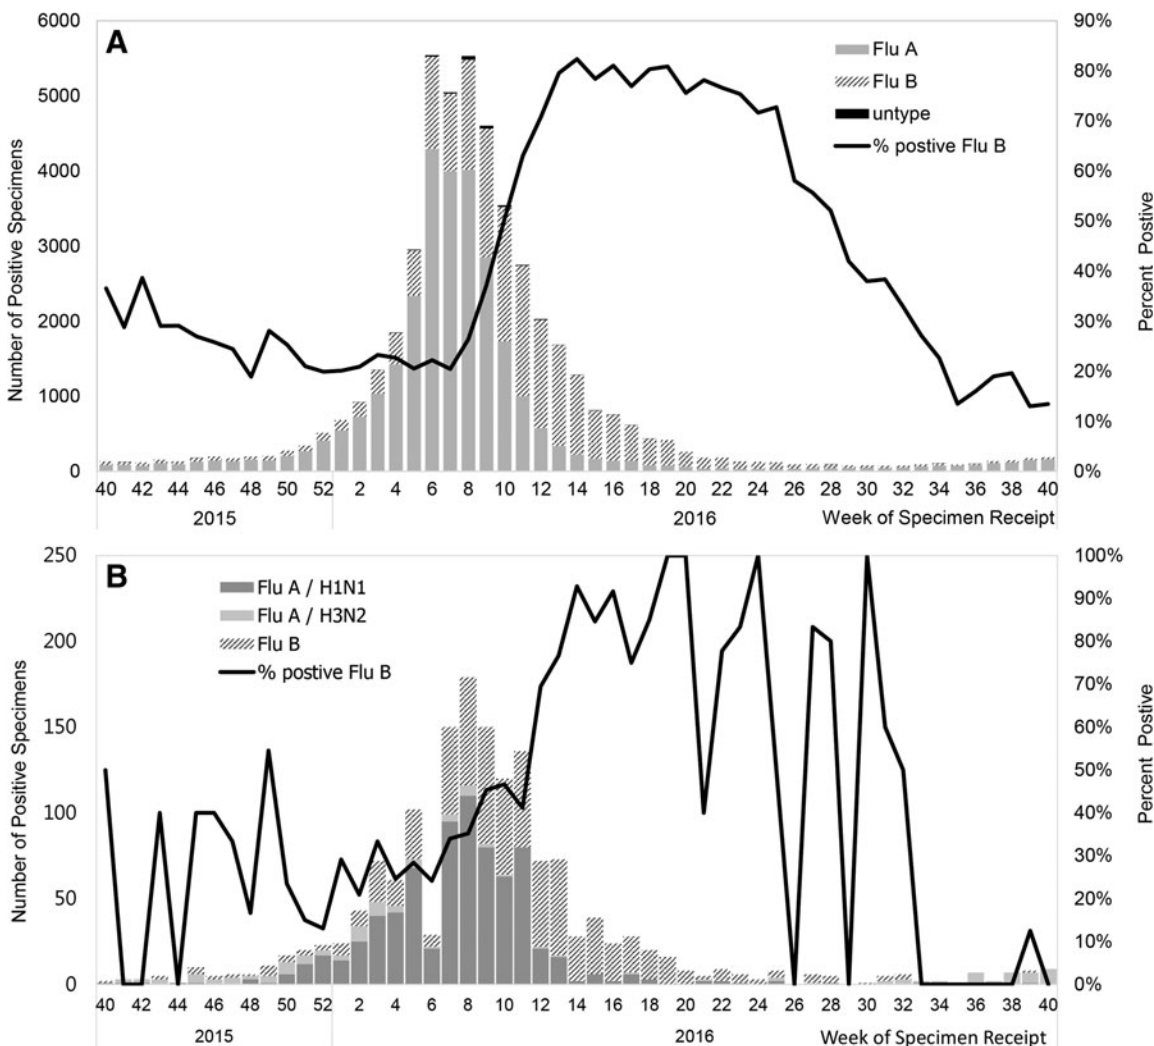 A
Flu A
Flu B
untype
% postive Flu B
Number of Positive Specimens
6000
5000
4000
3000
2000
1000
0
90%
80%
70%
60%
50%
40%
30%
20%
10%
0%
Percent Postive
40 42 44 46 48 50 52 2 4 6 8 10 12 14 16 18 20 22 24 26 28 30 32 34 36 38 40
2015 2016 Week of Specimen Receipt
B
Flu A / H1N1
Flu A / H3N2
Flu B
% postive Flu B
Number of Positive Specimens
250
200
150
100
50
0
100%
90%
80%
70%
60%
50%
40%
30%
20%
10%
0%
Percent Postive
40 42 44 46 48 50 52 2 4 6 8 10 12 14 16 18 20 22 24 26 28 30 32 34 36 38 40
2015 2016 Week of Specimen Receipt